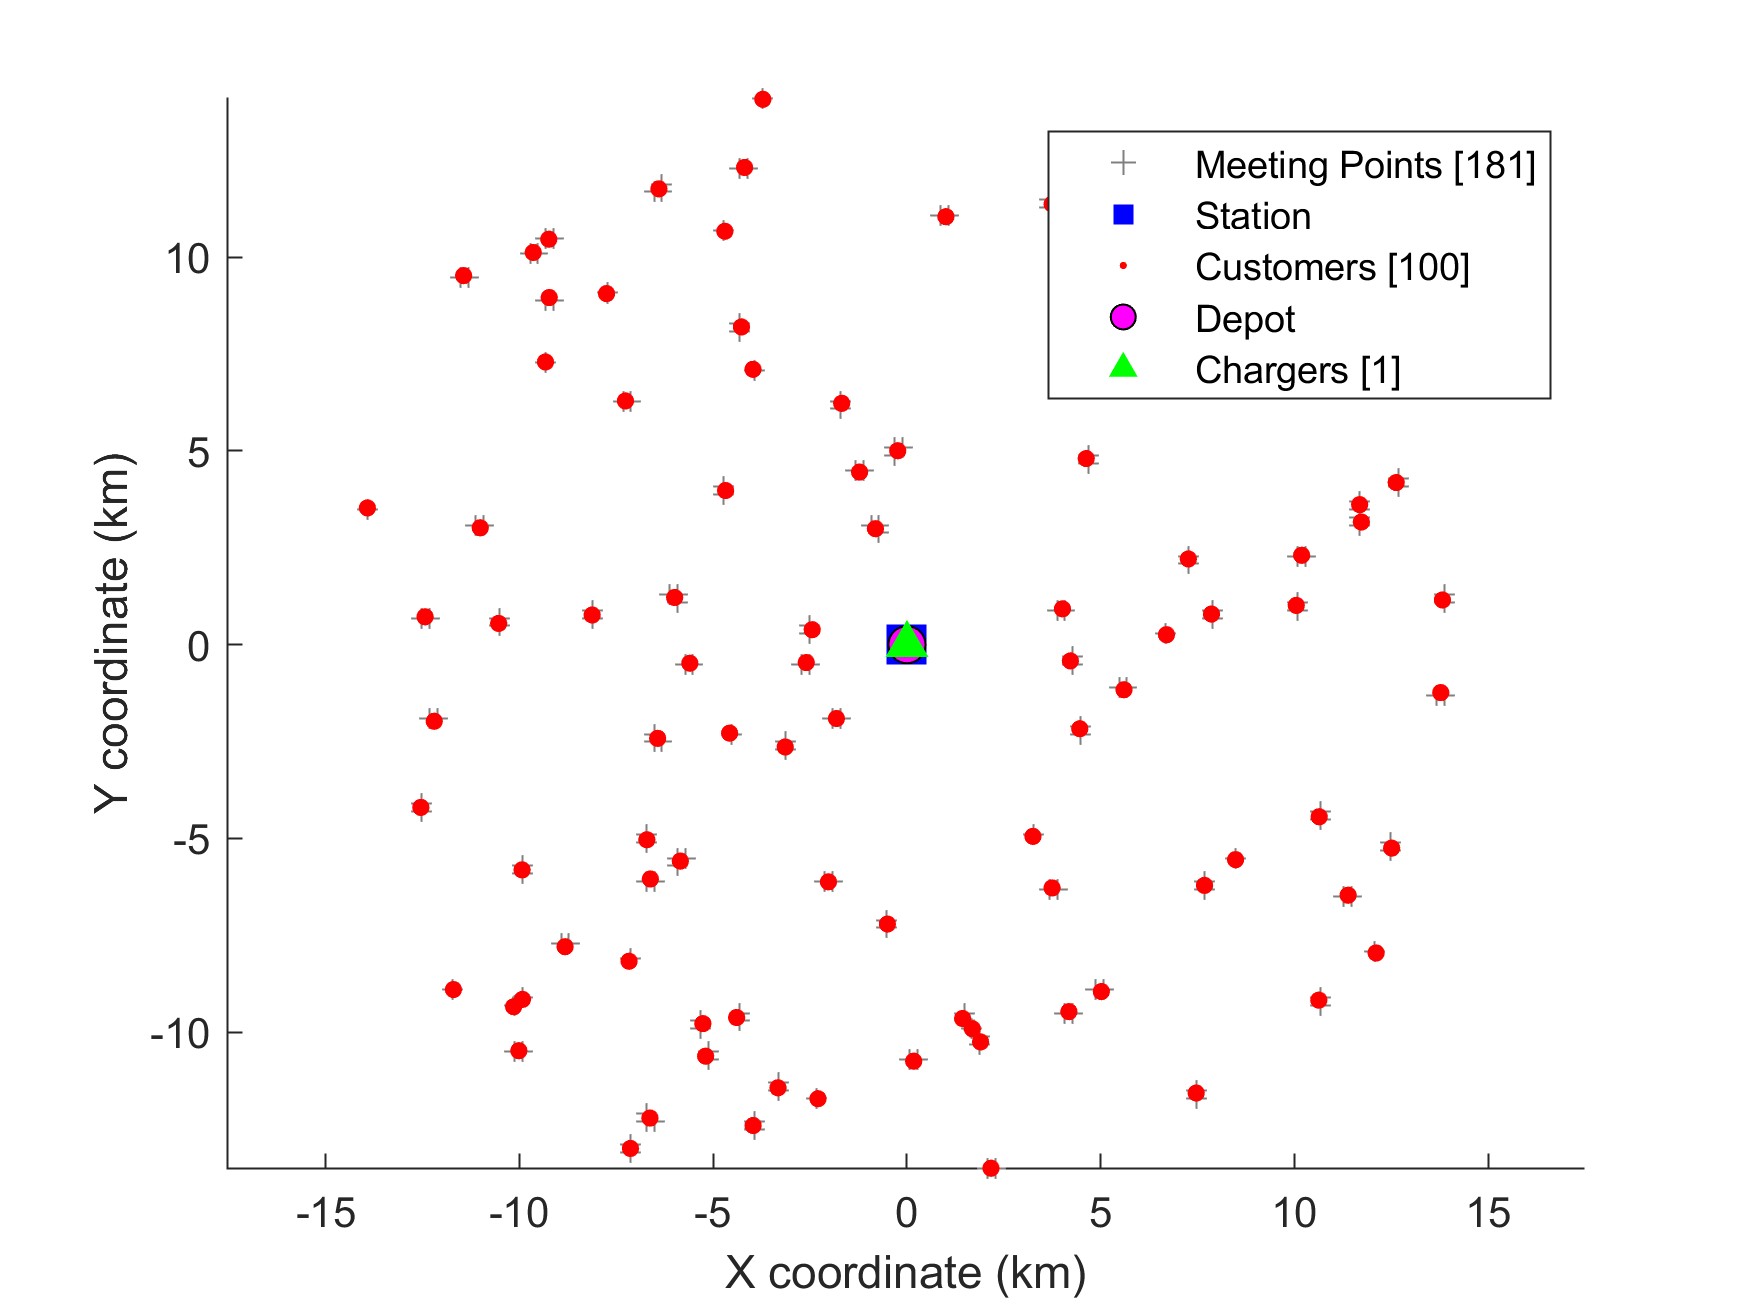 Meeting Points [181]
Station
Customers [100]
Depot
Chargers [1]
10
5
0
-5
-10
Y coordinate (km)
-15 -10 -5 0 5 10 15
X coordinate (km)